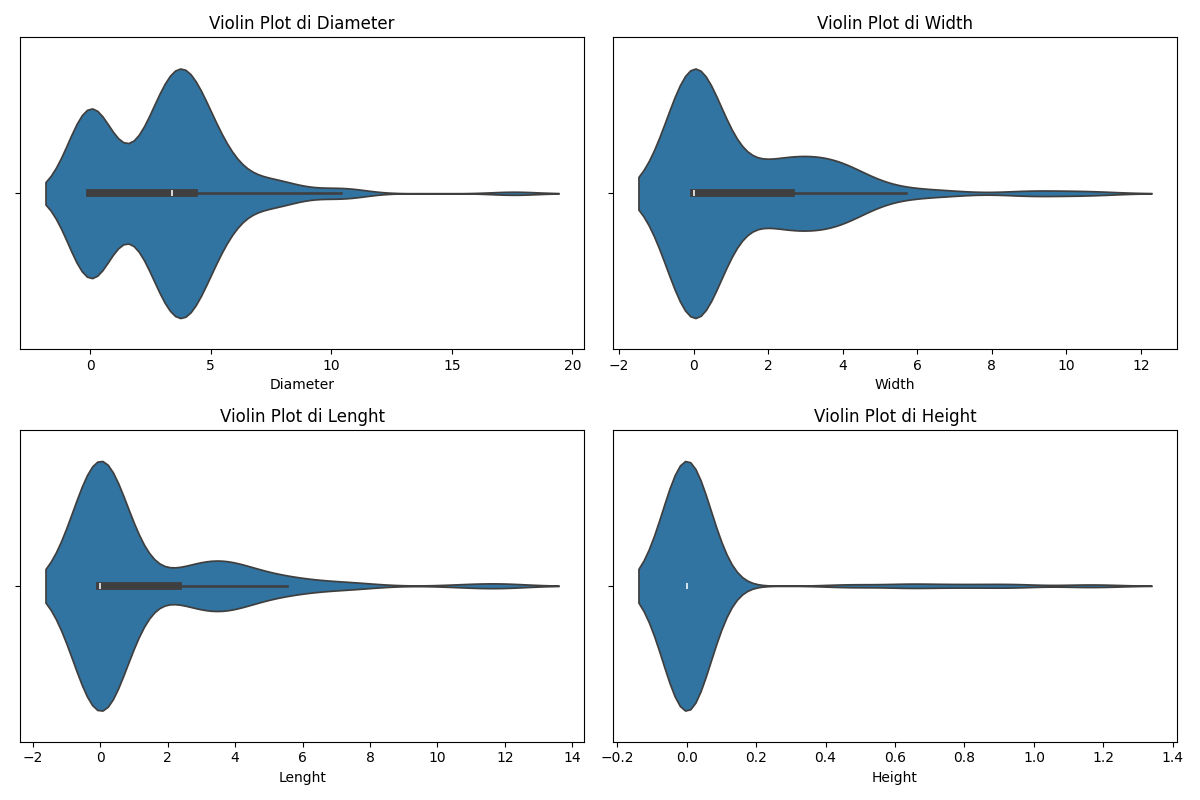 Violin Plot di Diameter
0 5 10 15 20
Diameter
Violin Plot di Width
−2 0 2 4 6 8 10 12
Width
Violin Plot di Lenght
−2 0 2 4 6 8 10 12 14
Lenght
Violin Plot di Height
−0.2 0.0 0.2 0.4 0.6 0.8 1.0 1.2 1.4
Height